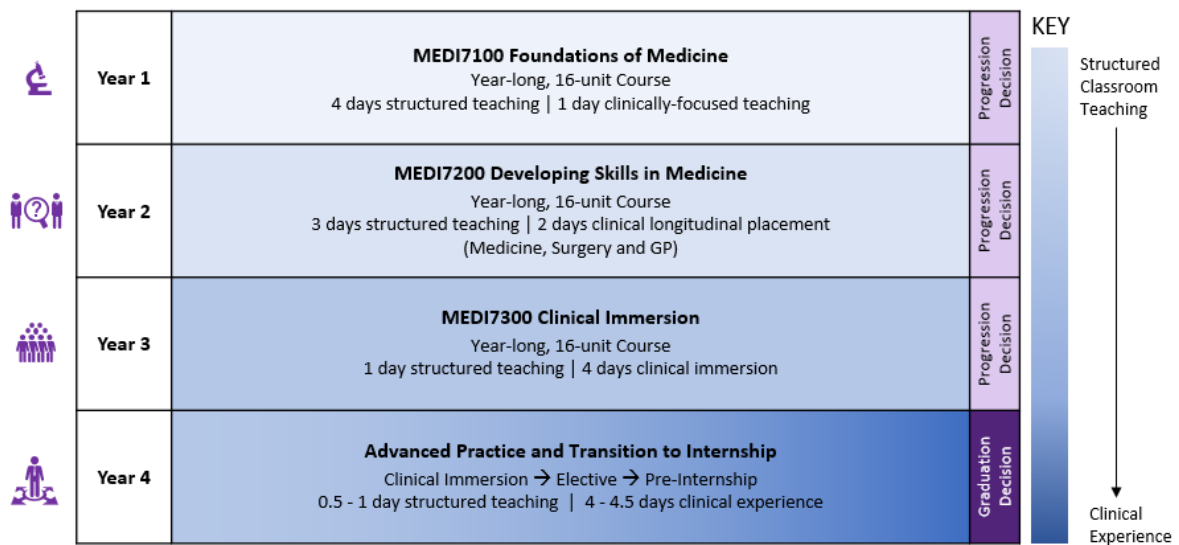 Year 1
MEDI7100 Foundations of Medicine
Year-long, 16-unit Course
4 days structured teaching | 1 day clinically-focused teaching
Progression
Decision
?
Year 2
MEDI7200 Developing Skills in Medicine
Year-long, 16-unit Course
3 days structured teaching | 2 days clinical longitudinal placement
(Medicine, Surgery and GP)
Progression
Decision
Year 3
MEDI7300 Clinical Immersion
Year-long, 16-unit Course
1 day structured teaching | 4 days clinical immersion
Progression
Decision
Year 4
Advanced Practice and Transition to Internship
Clinical Immersion → Elective → Pre-Internship
0.5 - 1 day structured teaching | 4 - 4.5 days clinical experience
Graduation
Decision
KEY
Structured
Classroom
Teaching
Clinical
Experience